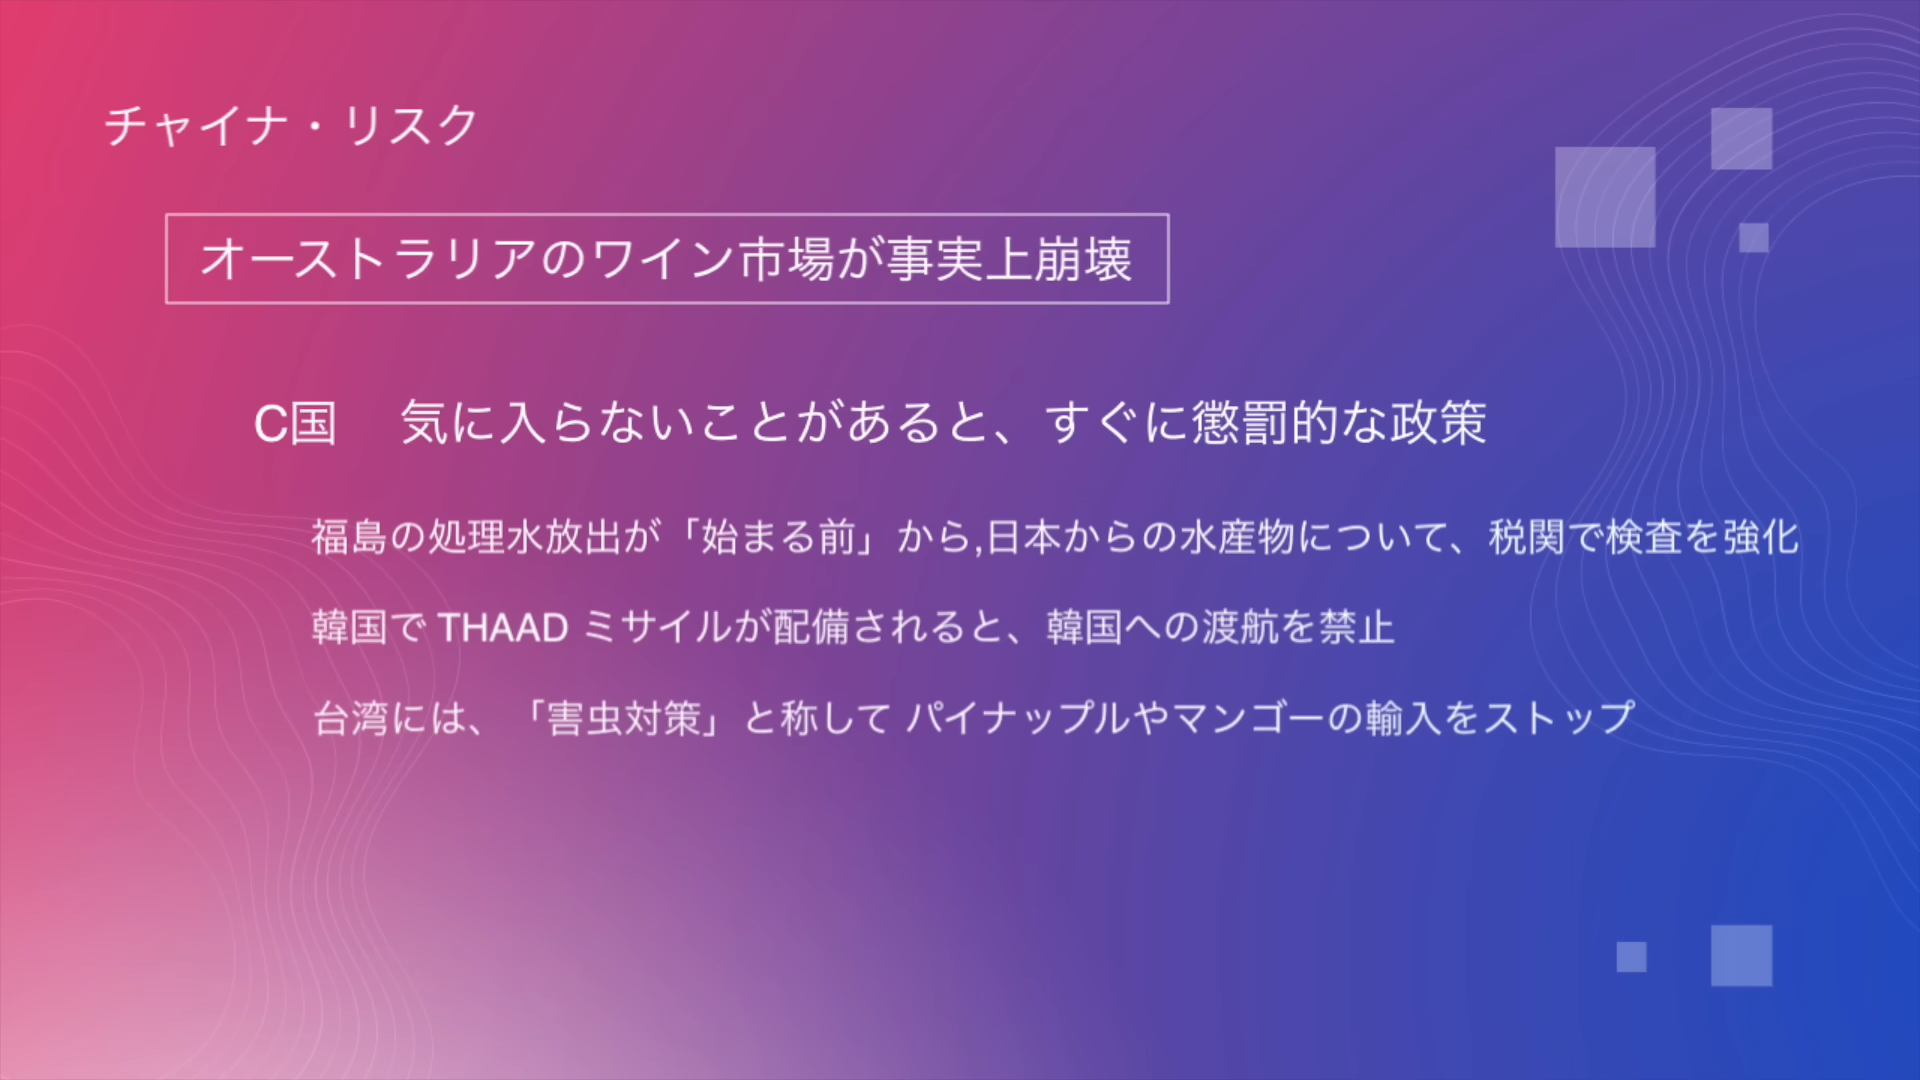 チャイナ・リスク
オーストラリアのワイン市場が事実上崩壊
C国　気に入らないことがあると、すぐに懲罰的な政策
福島の処理水放出が「始まる前」から,日本からの水産物について、税関で検査を強化
韓国で THAAD ミサイルが配備されると、韓国への渡航を禁止
台湾には、「害虫対策」と称して パイナップルやマンゴーの輸入をストップ